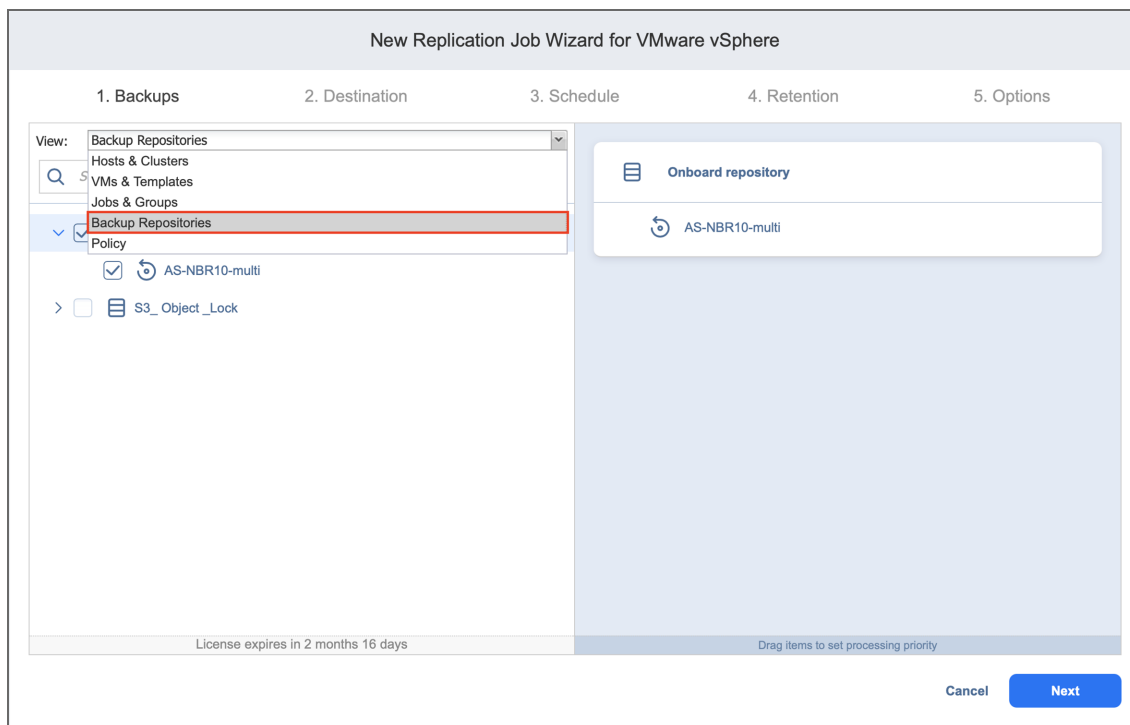 New Replication Job Wizard for VMware vSphere
1. Backups 2. Destination 3. Schedule 4. Retention 5. Options
View: Backup Repositories
Hosts & Clusters
VMs & Templates
Jobs & Groups
Backup Repositories
Policy
AS-NBR10-multi
S3_ Object _Lock
License expires in 2 months 16 days
Onboard repository
AS-NBR10-multi
Drag items to set processing priority
Cancel Next